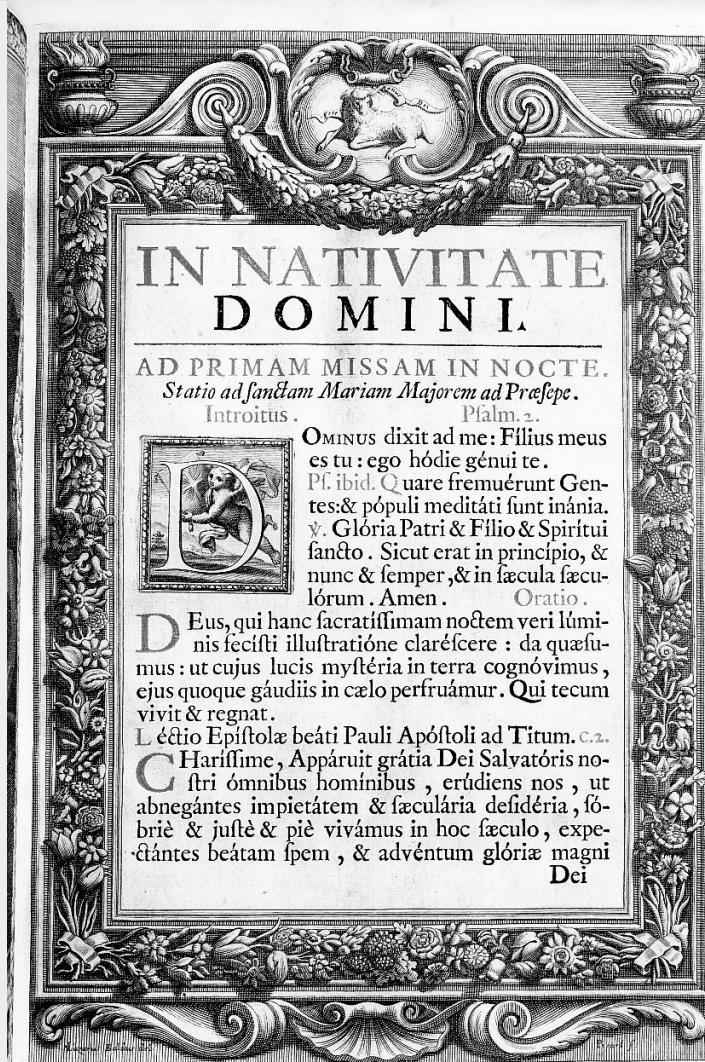 IN NATIVITATE
DOMINI.
AD PRIMAM MISSAM IN NOCTE.
Statio ad ſanctam Mariam Majorem ad Præſepe.
Introitus. Pſalm. 2.
DOMINUS dixit ad me: Fílius meus
es tu: ego hódie génui te.
Pſ. ibid. Quare fremuérunt Gen-
tes: & pópuli meditáti ſunt inánia.
℣. Glória Patri & Fílio & Spirítui
ſancto. Sicut erat in princípio, &
nunc & ſemper, & in ſæcula ſæcu-
lórum. Amen. Oratio.
DEus, qui hanc ſacratíſſimam noctem veri lúmi-
nis fecíſti illuſtratióne claréſcere: da quæſu-
mus: ut cujus lucis myſtéria in terra cognóvimus,
ejus quoque gáudiis in cælo perfruámur. Qui tecum
vivit & regnat.
Léctio Epíſtolæ beáti Pauli Apóſtoli ad Titum. c.2.
CHaríſſime, Appáruit grátia Dei Salvatóris no-
ſtri ómnibus homínibus, erúdiens nos, ut
abnegántes impietátem & ſæculária deſidéria, ſó-
briè & juſtè & piè vivámus in hoc ſæculo, expe-
ctántes beátam ſpem, & advéntum glóriæ magni
Dei